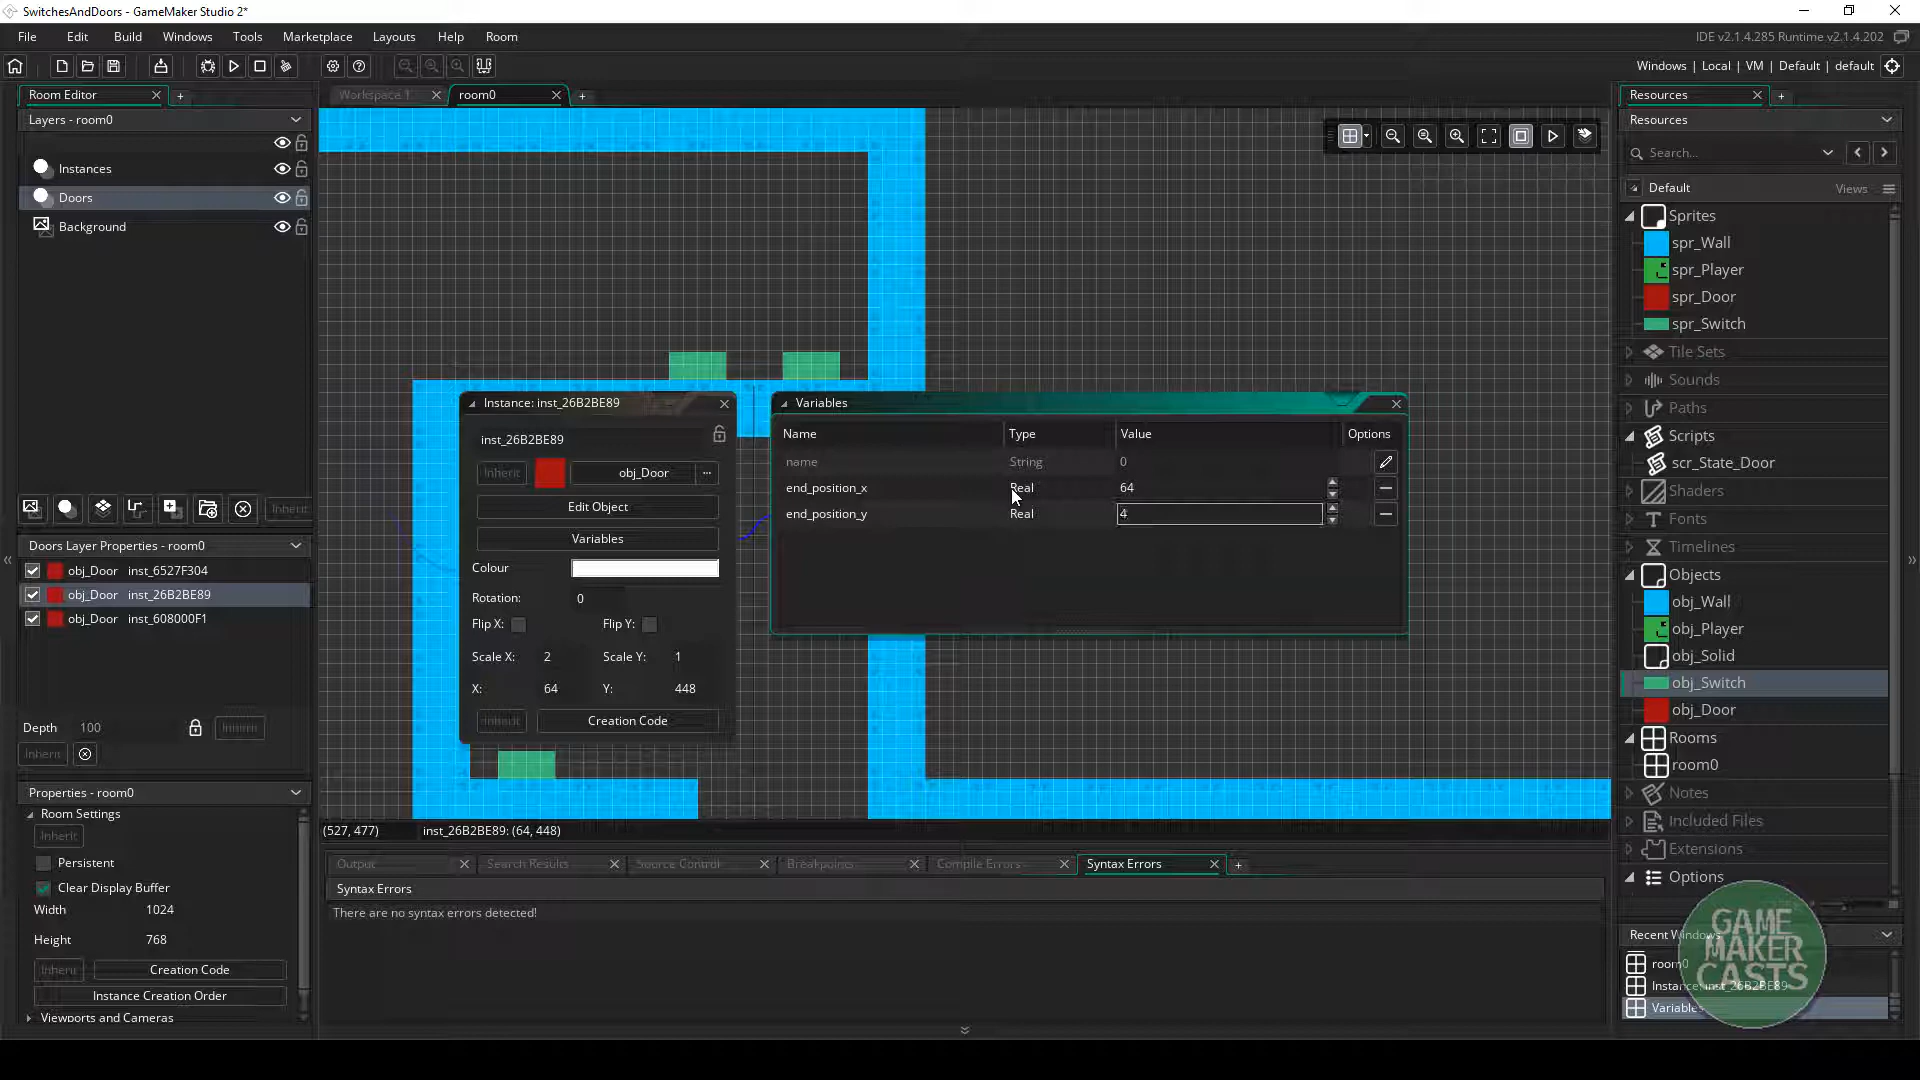 SwitchesAndDoors - GameMaker Studio 2*
File Edit Build Windows Tools Marketplace Layouts Help Room
IDE v2.1.4.285 Runtime v2.1.4.202
Windows | Local | VM | Default | default
Room Editor
Workspace 1
room0
Resources
Layers - room0
Resources
Search...
Instances
Doors
Background
Default
Views
Sprites
spr_Wall
spr_Player
spr_Door
spr_Switch
Tile Sets
Sounds
Paths
Scripts
scr_State_Door
Shaders
Fonts
Timelines
Objects
obj_Wall
obj_Player
obj_Solid
obj_Switch
obj_Door
Rooms
room0
Notes
Included Files
Extensions
Options
Instance: inst_26B2BE89
inst_26B2BE89
Inherit
obj_Door
...
Edit Object
Variables
Colour
Rotation: 0
Flip X: Flip Y:
Scale X: 2 Scale Y: 1
X: 64 Y: 448
Inherit
Creation Code
Variables
Name Type Value Options
name String 0
end_position_x Real 64
end_position_y Real 4
Inherit
Doors Layer Properties - room0
obj_Door inst_6527F304
obj_Door inst_26B2BE89
obj_Door inst_608000F1
Depth 100
Inherit
Inherit
Properties - room0
Room Settings
Inherit
Persistent
Clear Display Buffer
Width 1024
Height 768
Inherit
Creation Code
Instance Creation Order
Viewports and Cameras
(527, 477) inst_26B2BE89: (64, 448)
Output
Search Results
Source Control
Breakpoints
Compile Errors
Syntax Errors
Syntax Errors
There are no syntax errors detected!
Recent Windows
room0
Instance: inst_26B2BE89
Variables
GAME
MAKER
CASTS